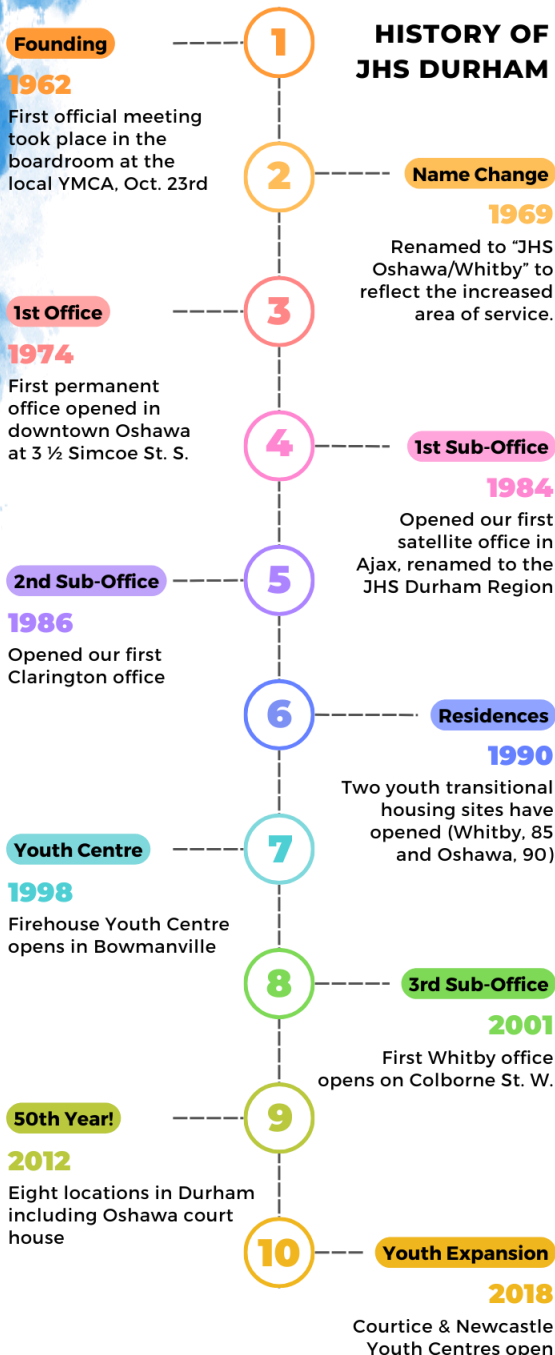 HISTORY OF
JHS DURHAM
Founding
1
1962
First official meeting
took place in the
boardroom at the
local YMCA, Oct. 23rd
2
Name Change
1969
Renamed to “JHS
Oshawa/Whitby” to
reflect the increased
area of service.
1st Office
3
1974
First permanent
office opened in
downtown Oshawa
at 3 ½ Simcoe St. S.
4
1st Sub-Office
1984
Opened our first
satellite office in
Ajax, renamed to the
JHS Durham Region
2nd Sub-Office
5
1986
Opened our first
Clarington office
6
Residences
1990
Two youth transitional
housing sites have
opened (Whitby, 85
and Oshawa, 90)
Youth Centre
7
1998
Firehouse Youth Centre
opens in Bowmanville
8
3rd Sub-Office
2001
First Whitby office
opens on Colborne St. W.
50th Year!
9
2012
Eight locations in Durham
including Oshawa court
house
10
Youth Expansion
2018
Courtice & Newcastle
Youth Centres open